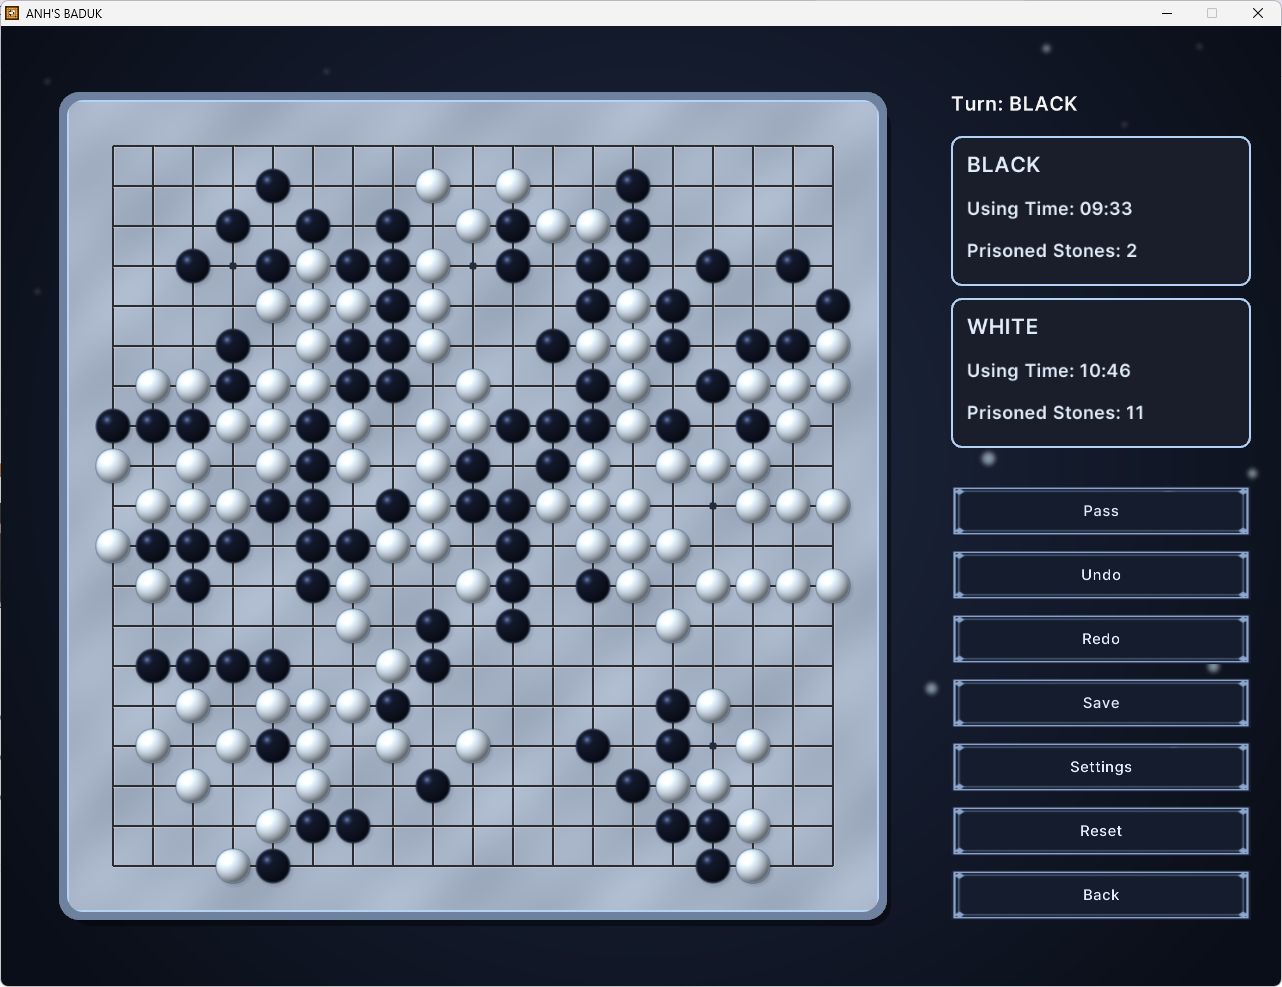 ANH'S BADUK
Turn: BLACK
BLACK
Using Time: 09:33
Prisoned Stones: 2
WHITE
Using Time: 10:46
Prisoned Stones: 11
Pass
Undo
Redo
Save
Settings
Reset
Back